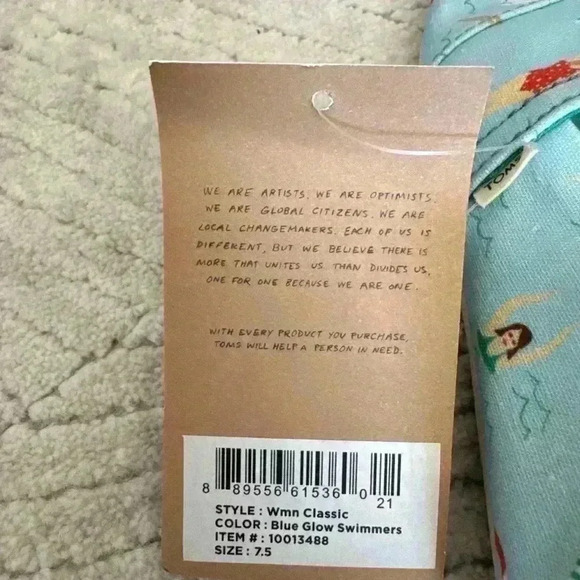 WE ARE ARTISTS. WE ARE OPTIMISTS.
WE ARE GLOBAL CITIZENS. WE ARE
LOCAL CHANGEMAKERS. EACH OF US IS
DIFFERENT, BUT WE BELIEVE THERE IS
MORE THAT UNITES US THAN DIVIDES US,
ONE FOR ONE BECAUSE WE ARE ONE.
WITH EVERY PRODUCT YOU PURCHASE,
TOMS WILL HELP A PERSON IN NEED.
8 89556 61536 0 21
STYLE : Wmn Classic
COLOR : Blue Glow Swimmers
ITEM # : 10013488
SIZE : 7.5
TOMS